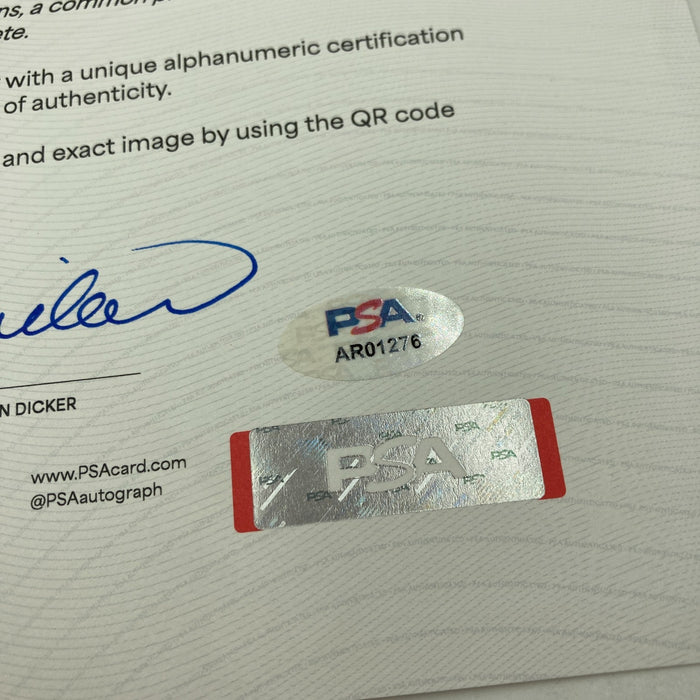 ns, a common
ete.
with a unique alphanumeric certification
of authenticity.
and exact image by using the QR code
PSA
AR01276
N DICKER
www.PSAcard.com
@PSAautograph
PSA